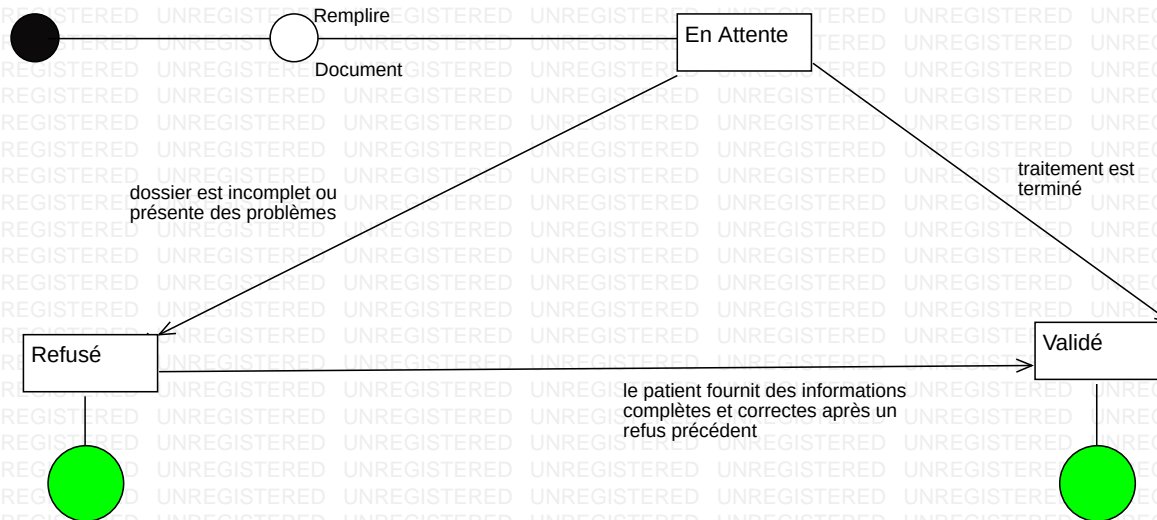 Remplire
En Attente
Document
traitement est
terminé
dossier est incomplet ou
présente des problèmes
Refusé
Validé
le patient fournit des informations
complètes et correctes après un
refus précédent
UNREGISTERED